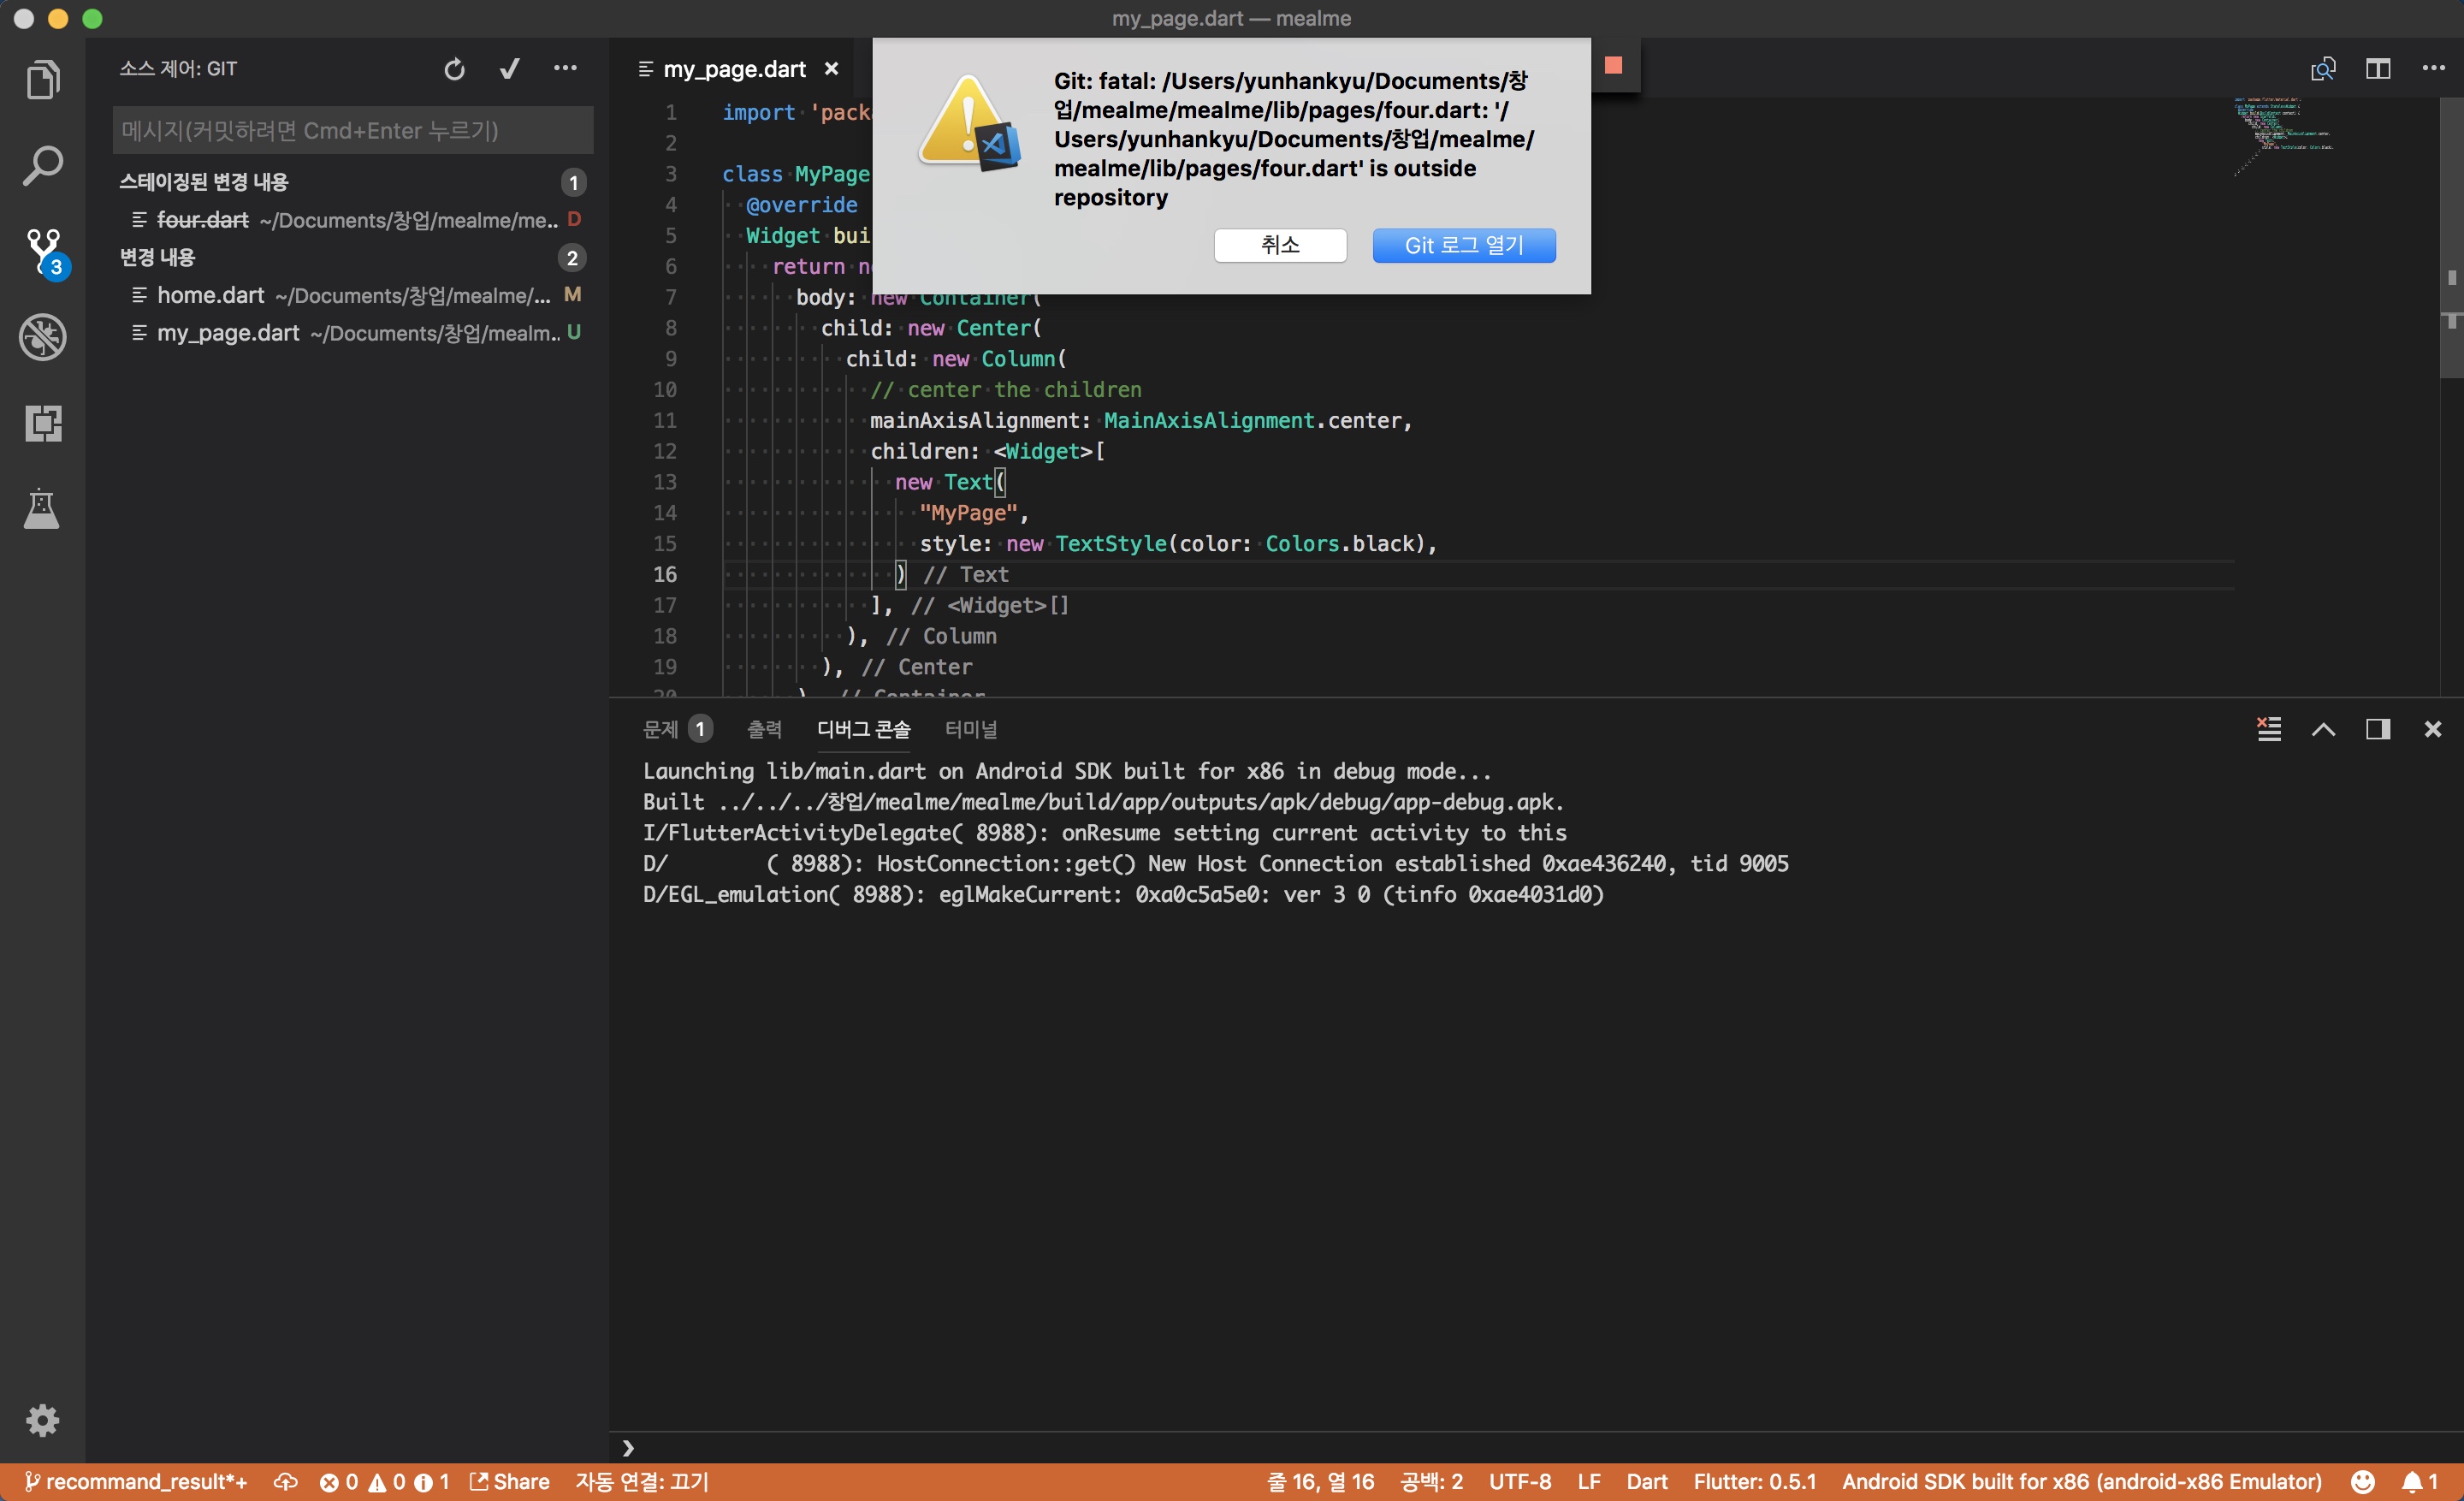 my_page.dart — mealme
소스 제어: GIT
메시지(커밋하려면 Cmd+Enter 누르기)
스테이징된 변경 내용 1
four.dart ~/Documents/창업/mealme/me... D
변경 내용 2
home.dart ~/Documents/창업/mealme/... M
my_page.dart ~/Documents/창업/mealm... U
3
my_page.dart
Git: fatal: /Users/yunhankyu/Documents/창
업/mealme/mealme/lib/pages/four.dart: '/
Users/yunhankyu/Documents/창업/mealme/
mealme/lib/pages/four.dart' is outside
repository
취소
Git 로그 열기
1 import 'pack
2
3 class MyPage
4 @override
5 Widget bui
6 return n
7 body: new Container(
8 child: new Center(
9 child: new Column(
10 // center the children
11 mainAxisAlignment: MainAxisAlignment.center,
12 children: <Widget>[
13 new Text(
14 "MyPage",
15 style: new TextStyle(color: Colors.black),
16 ) // Text
17 ], // <Widget>[]
18 ), // Column
19 ), // Center
20 ), // Container
문제 1 출력 디버그 콘솔 터미널
Launching lib/main.dart on Android SDK built for x86 in debug mode...
Built ../../../창업/mealme/mealme/build/app/outputs/apk/debug/app-debug.apk.
I/FlutterActivityDelegate( 8988): onResume setting current activity to this
D/        ( 8988): HostConnection::get() New Host Connection established 0xae436240, tid 9005
D/EGL_emulation( 8988): eglMakeCurrent: 0xa0c5a5e0: ver 3 0 (tinfo 0xae4031d0)
recommand_result*+ 0 0 1 Share 자동 연결: 끄기 줄 16, 열 16 공백: 2 UTF-8 LF Dart Flutter: 0.5.1 Android SDK built for x86 (android-x86 Emulator) 1